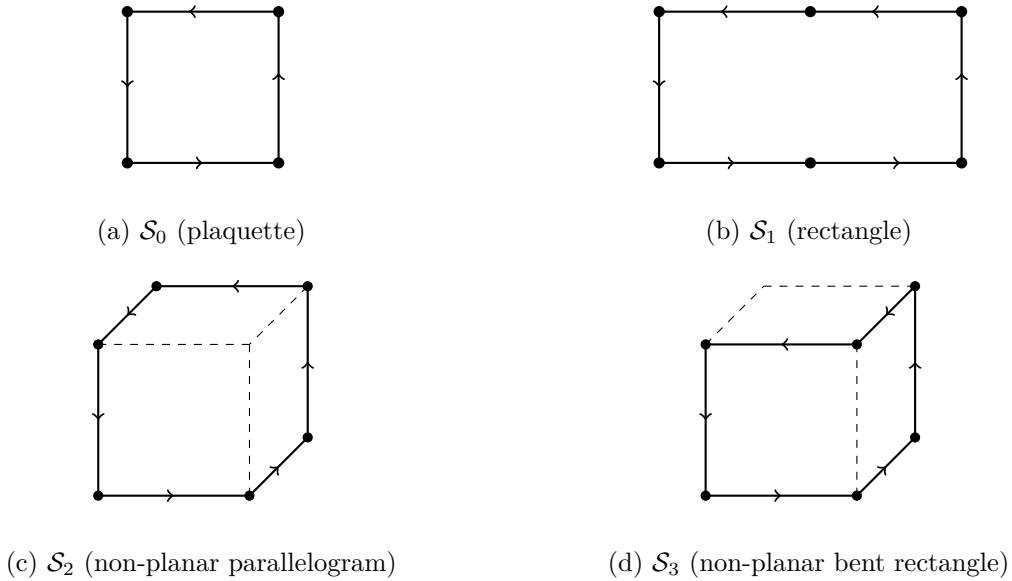 (a) 𝒮₀ (plaquette)
(b) 𝒮₁ (rectangle)
(c) 𝒮₂ (non-planar parallelogram)
(d) 𝒮₃ (non-planar bent rectangle)